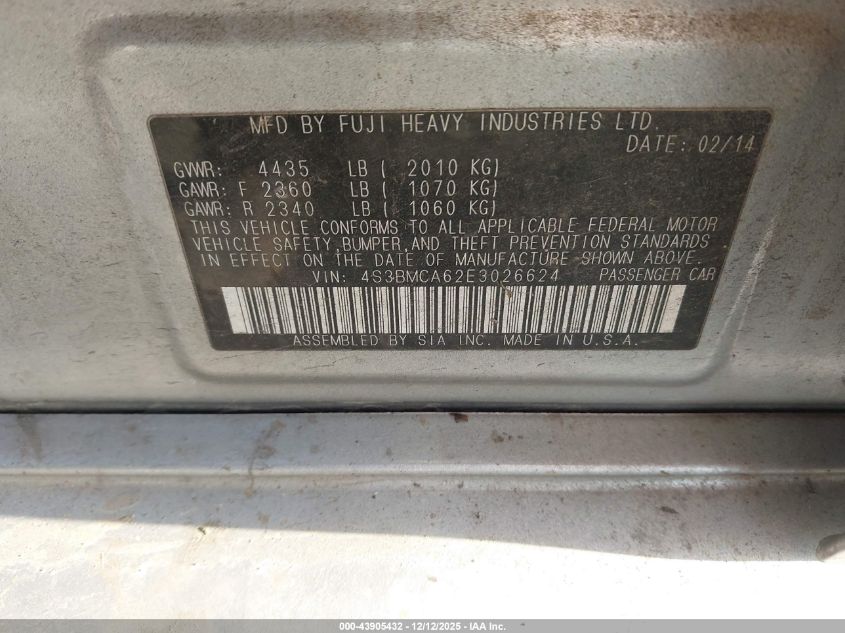 MFD BY FUJI HEAVY INDUSTRIES LTD.
DATE: 02/14
GVWR: 4435 LB ( 2010 KG)
GAWR: F 2360 LB ( 1070 KG)
GAWR: R 2340 LB ( 1060 KG)
THIS VEHICLE CONFORMS TO ALL APPLICABLE FEDERAL MOTOR
VEHICLE SAFETY,BUMPER,AND THEFT PREVENTION STANDARDS
IN EFFECT ON THE DATE OF MANUFACTURE SHOWN ABOVE.
VIN: 4S3BMCA62E3026624 PASSENGER CAR
ASSEMBLED BY SIA INC. MADE IN U.S.A.
000-43905432 - 12/12/2025 - IAA Inc.